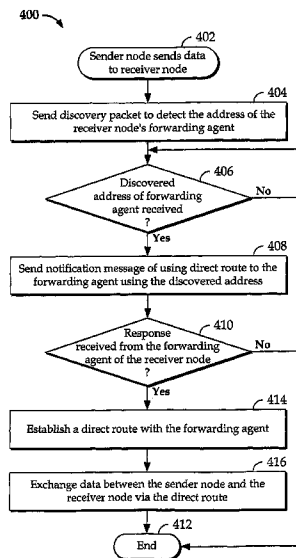 400
402
Sender node sends data
to receiver node
404
Send discovery packet to detect the address of the
receiver node's forwarding agent
406
Discovered
address of forwarding
agent received
?
No
Yes
408
Send notification message of using direct route to the
forwarding agent using the discovered address
410
Response
received from the forwarding
agent of the receiver node
?
No
Yes
414
Establish a direct route with the forwarding agent
416
Exchange data between the sender node and the
receiver node via the direct route
412
End